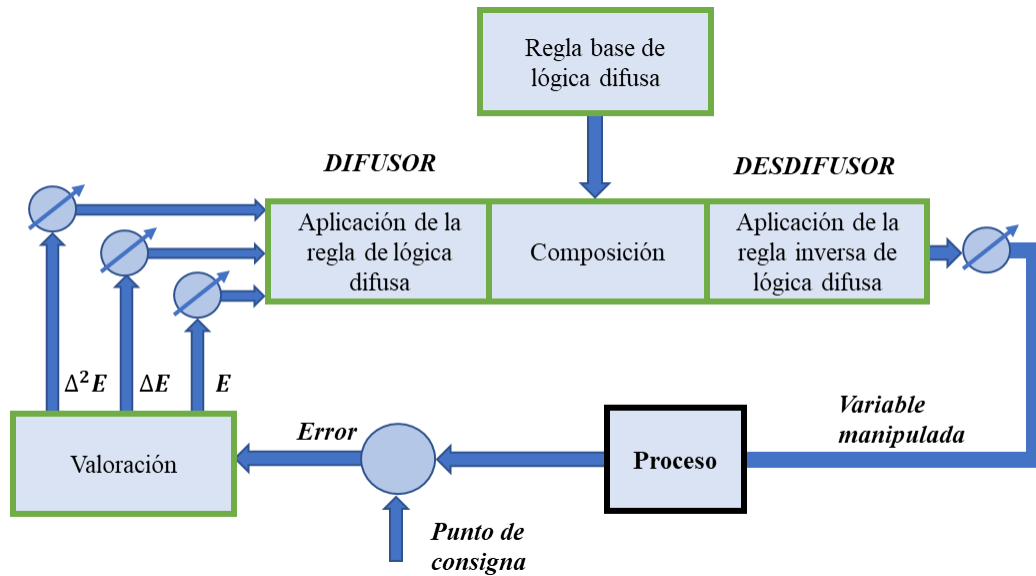 Regla base de
lógica difusa
DIFUSOR
DESDIFUSOR
Aplicación de la
regla de lógica
difusa
Composición
Aplicación de la
regla inversa de
lógica difusa
Δ²E
ΔE
E
Valoración
Error
Proceso
Variable
manipulada
Punto de
consigna